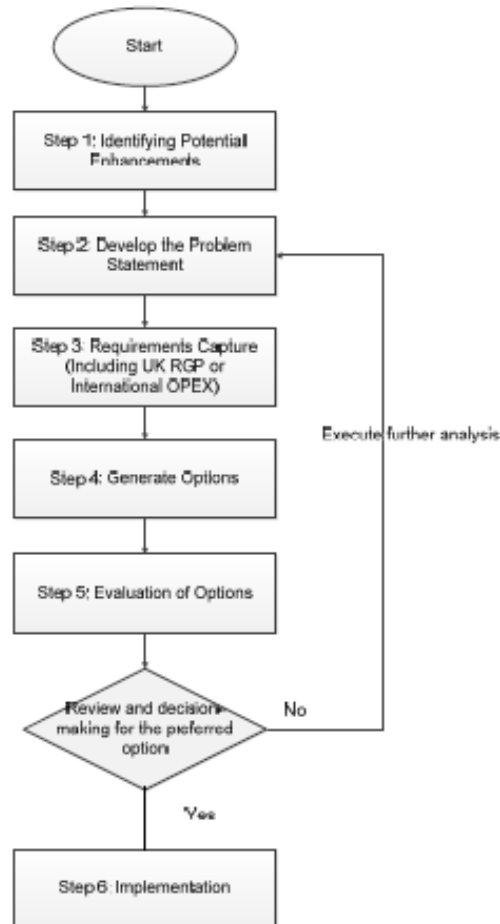 Start
Step 1: Identifying Potential
Enhancements
Step 2: Develop the Problem
Statement
Step 3: Requirements Capture
(Including UK RGP or
International OPEX)
Execute further analysis
Step 4: Generate Options
Step 5: Evaluation of Options
Review and decision-
making for the preferred
option
No
Yes
Step 6: Implementation